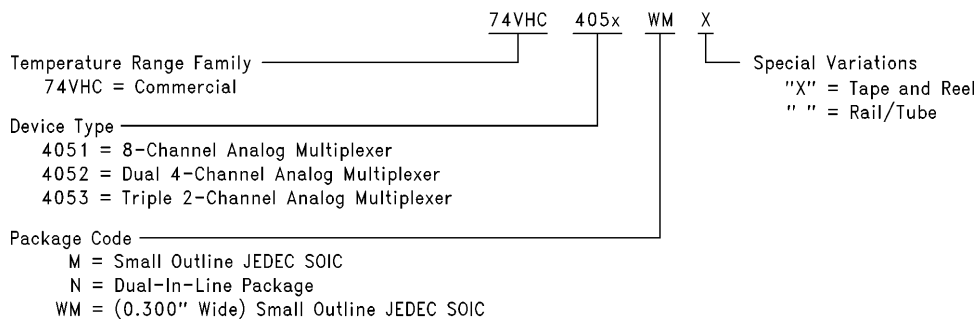 74VHC 405x WM X
Temperature Range Family
74VHC = Commercial
Special Variations
"X" = Tape and Reel
" " = Rail/Tube
Device Type
4051 = 8-Channel Analog Multiplexer
4052 = Dual 4-Channel Analog Multiplexer
4053 = Triple 2-Channel Analog Multiplexer
Package Code
M = Small Outline JEDEC SOIC
N = Dual-In-Line Package
WM = (0.300" Wide) Small Outline JEDEC SOIC